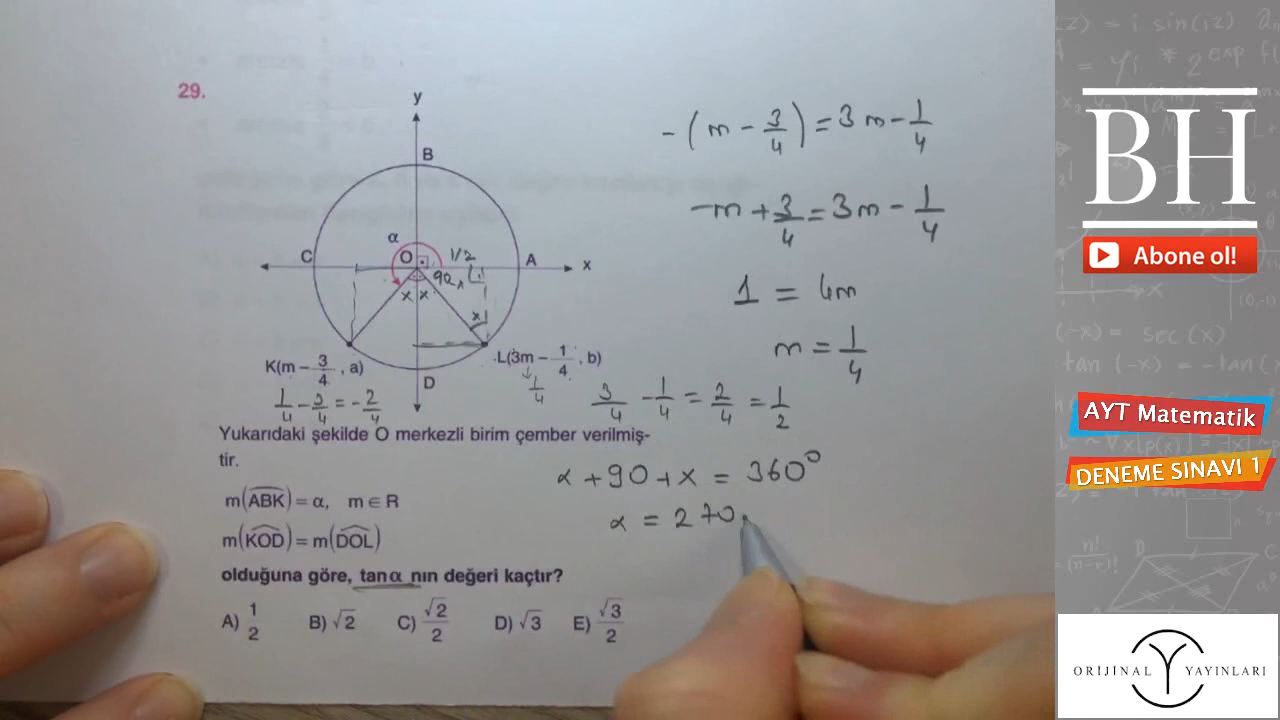 29.
y
B
α
C
O
1/2
A
x
90
x x
x
K(m – 3/4 , a)
L(3m – 1/4 , b)
D
1/4
1/4 - 3/4 = - 2/4
3/4 - 1/4 = 2/4 = 1/2
Yukarıdaki şekilde O merkezli birim çember verilmiş-
tir.
m(ABK) = α, m ∈ R
m(KOD) = m(DOL)
olduğuna göre, tanα nın değeri kaçtır?
A) 1/2 B) √2 C) √2/2 D) √3 E) √3/2
-(m - 3/4) = 3m - 1/4
-m + 3/4 = 3m - 1/4
1 = 4m
m = 1/4
α + 90 + x = 360°
α = 270
BH
Abone ol!
(-x) = sec(x)
tan (-x) = -tan(x
AYT Matematik
DENEME SINAVI 1
ORIJINAL YAYINLARI